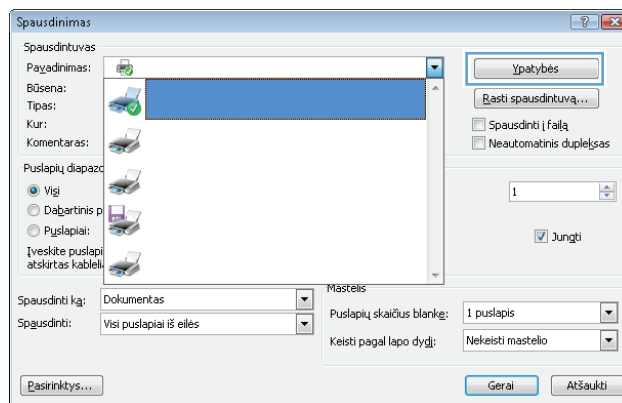 Spausdinimas
Spausdintuvas
Pavadinimas:
Ypatybės
Būsena:
Tipas:
Rasti spausdintuvą...
Kur:
Spausdinti į failą
Komentaras:
Neautomatinis dupleksas
Puslapių diapazo
Visi
1
Dabartinis p
Puslapiai:
Jungti
Įveskite puslapi
atskirtas kableli
Mastelis
Spausdinti ką:
Dokumentas
Puslapių skaičius blanke:
1 puslapis
Spausdinti:
Visi puslapiai iš eilės
Keisti pagal lapo dydį:
Nekeisti mastelio
Pasirinktys...
Gerai
Atšaukti